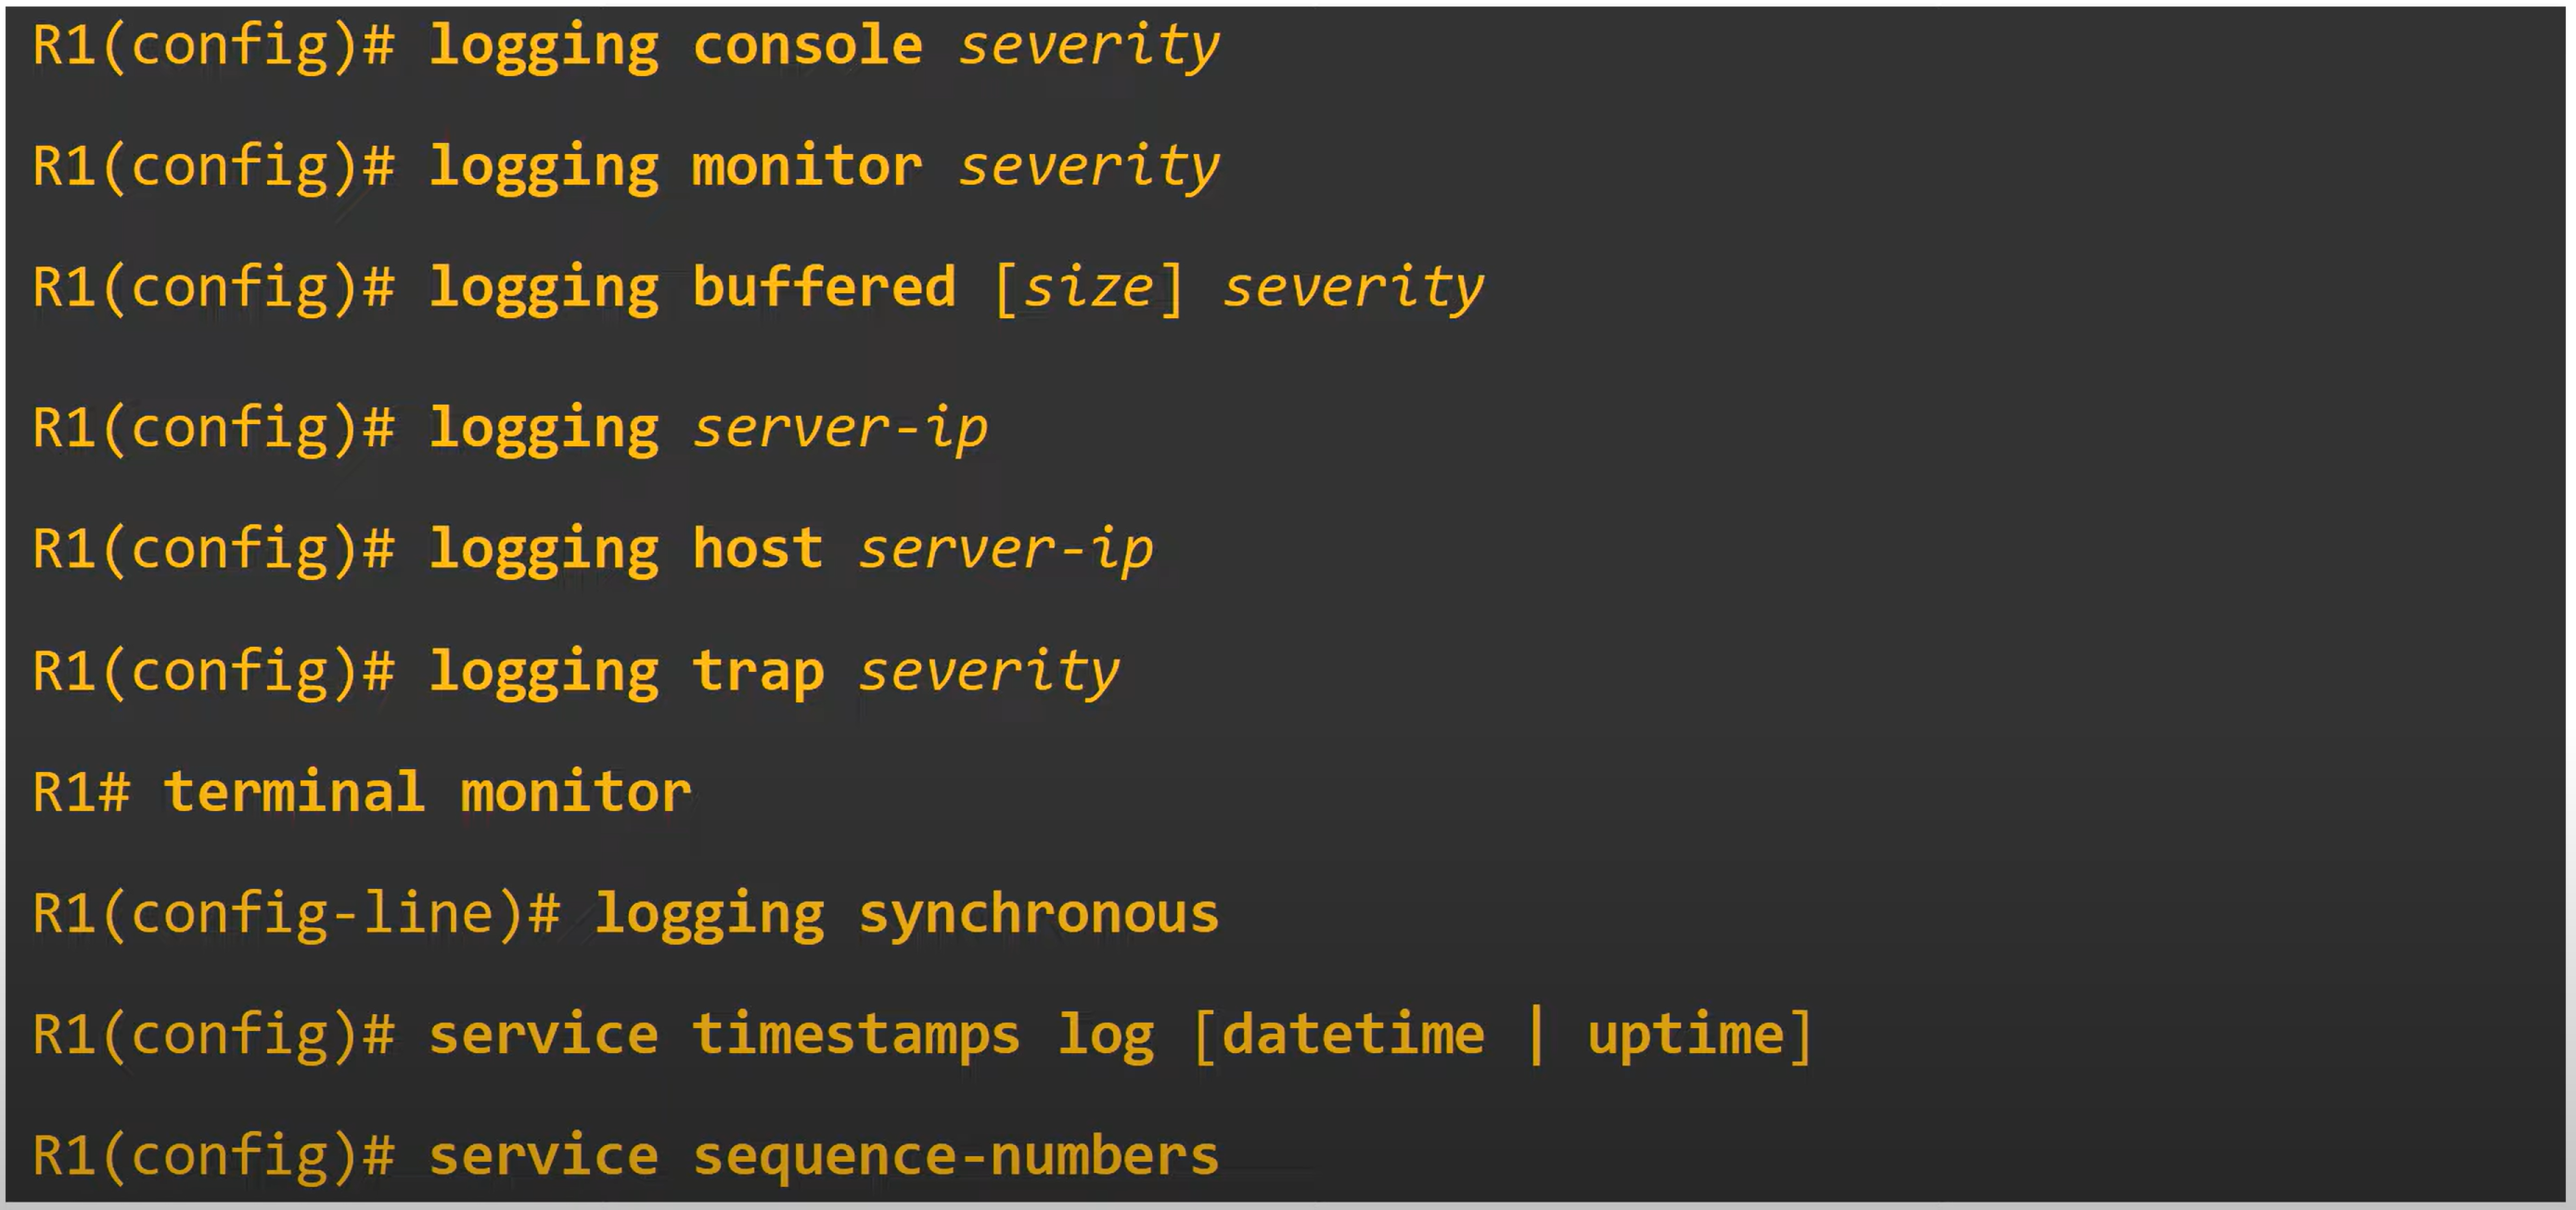 R1(config)# logging console severity
R1(config)# logging monitor severity
R1(config)# logging buffered [size] severity
R1(config)# logging server-ip
R1(config)# logging host server-ip
R1(config)# logging trap severity
R1# terminal monitor
R1(config-line)# logging synchronous
R1(config)# service timestamps log [datetime | uptime]
R1(config)# service sequence-numbers